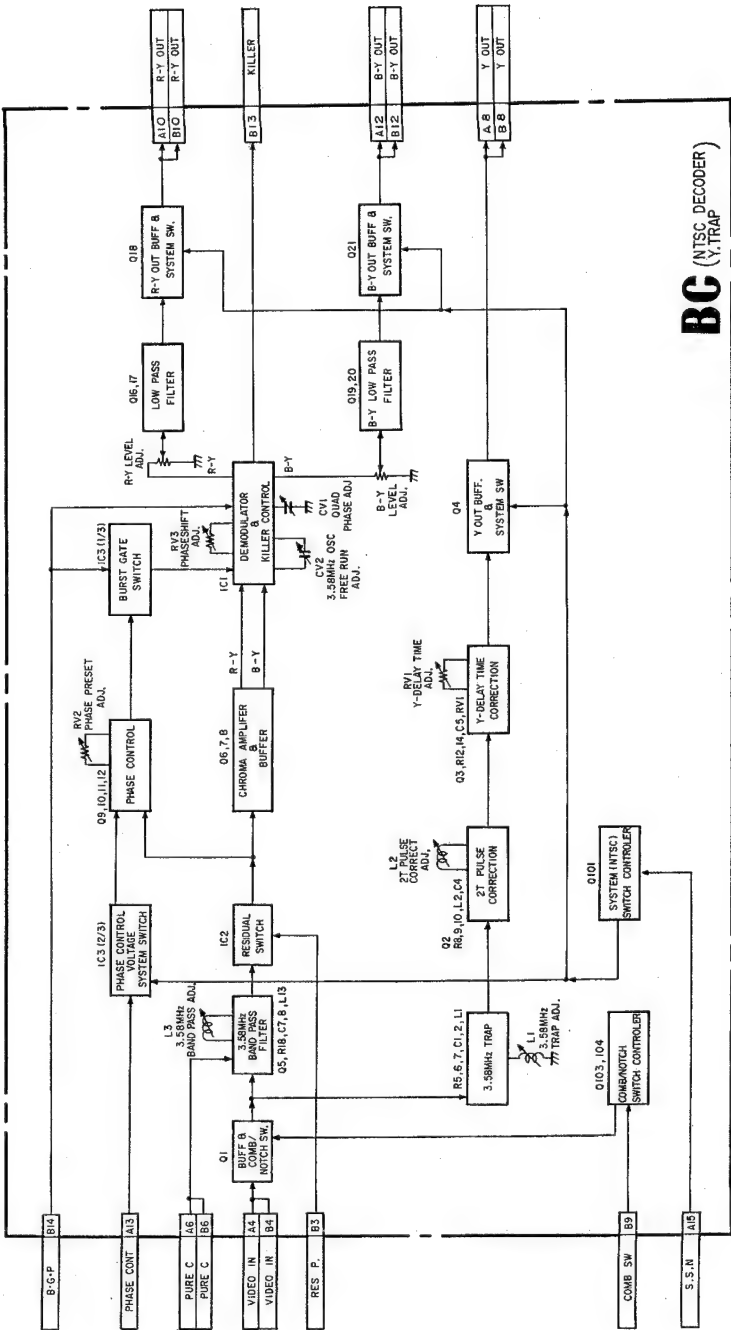 B·G·P B14
PHASE CONT A13
PURE C A6
PURE C B6
VIDEO IN A4
VIDEO IN B4
RES P. B3
COMB SW B9
S.S.N A15
IC3 (2/3)
PHASE CONTROL
VOLTAGE
SYSTEM SWITCH
RV2
PHASE PRESET
ADJ.
Q9,10,11,12
PHASE CONTROL
IC3 (1/3)
BURST GATE
SWITCH
Q1
BUFF &
COMB/
NOTCH SW.
L3
3.58MHz
BAND PASS ADJ.
3.58MHz
BAND PASS
FILTER
Q5,R18,C7,8,L13
IC2
RESIDUAL
SWITCH
Q6,7,8
CHROMA AMPLIFER
&
BUFFER
R-Y
B-Y
RV3
PHASESHIFT
ADJ.
IC1
DEMODULATOR
&
KILLER CONTROL
CV2
3.58MHz OSC
FREE RUN
ADJ.
CV1
QUAD
PHASE ADJ
R-Y LEVEL
ADJ.
R-Y
B-Y
B-Y
LEVEL
ADJ.
Q16,17
LOW PASS
FILTER
Q18
R-Y OUT BUFF &
SYSTEM SW.
Q19,20
B-Y LOW PASS
FILTER
Q21
B-Y OUT BUFF &
SYSTEM SW.
R5,6,7,C1,2,L1
3.58MHz TRAP
L1
3.58MHz
TRAP ADJ.
L2
2T PULSE
CORRECT
ADJ,
Q2
R8,9,10,L2,C4
2T PULSE
CORRECTION
RV1
Y-DELAY TIME
ADJ.
Q3,R12,14,C5,RV1
Y-DELAY TIME
CORRECTION
Q4
Y OUT BUFF.
&
SYSTEM SW
Q103,104
COMB/NOTCH
SWITCH CONTROLER
Q101
SYSTEM (NTSC)
SWITCH CONTROLER
A10 R-Y OUT
B10 R-Y OUT
B13 KILLER
A12 B-Y OUT
B12 B-Y OUT
A8 Y OUT
B8 Y OUT
BC (NTSC DECODER)
Y.TRAP